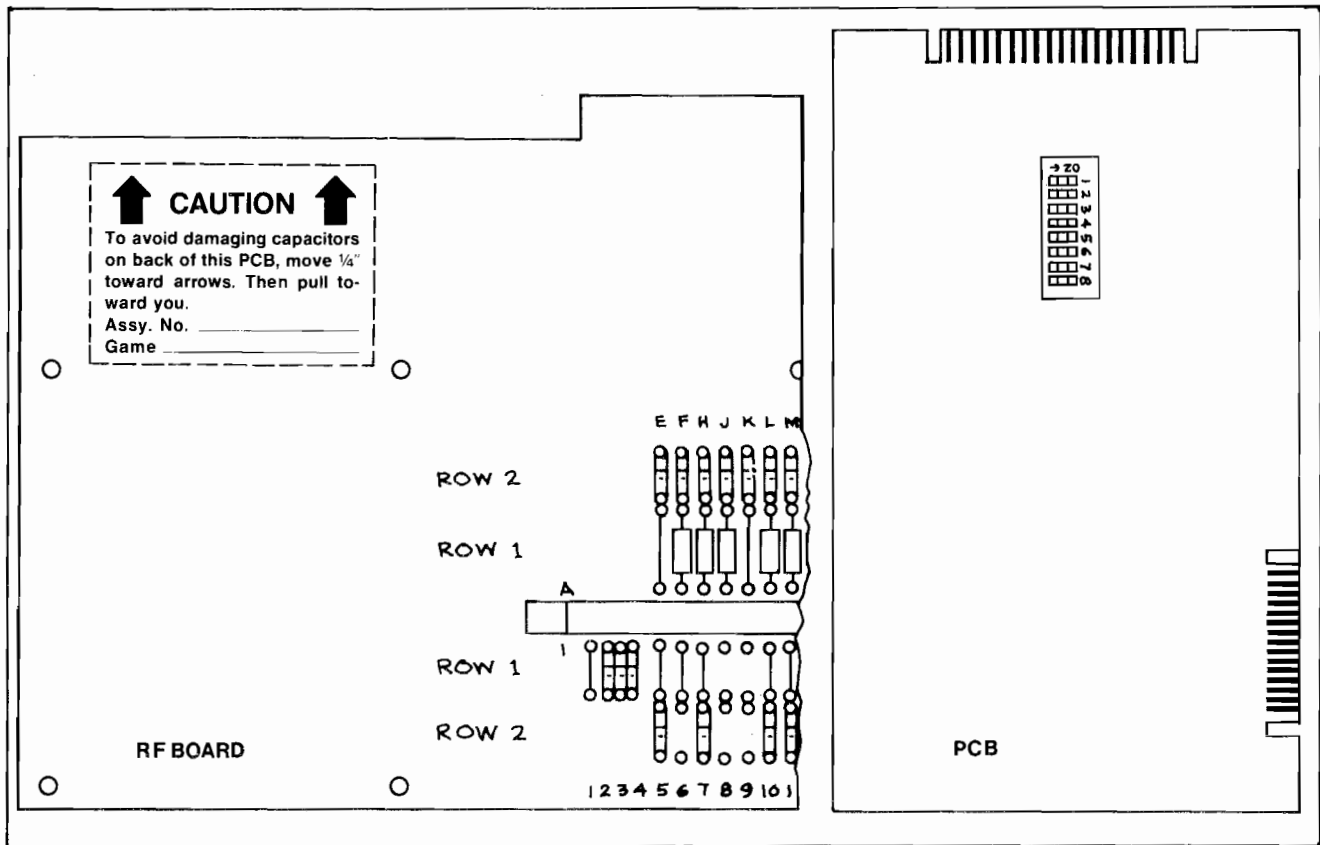 CAUTION
To avoid damaging capacitors
on back of this PCB, move ¼"
toward arrows. Then pull to-
ward you.
Assy. No.
Game
E F H J K L M
ROW 2
ROW 1
A
1
ROW 1
ROW 2
RF BOARD
1 2 3 4 5 6 7 8 9 10 1
ON
1
2
3
4
5
6
7
8
PCB